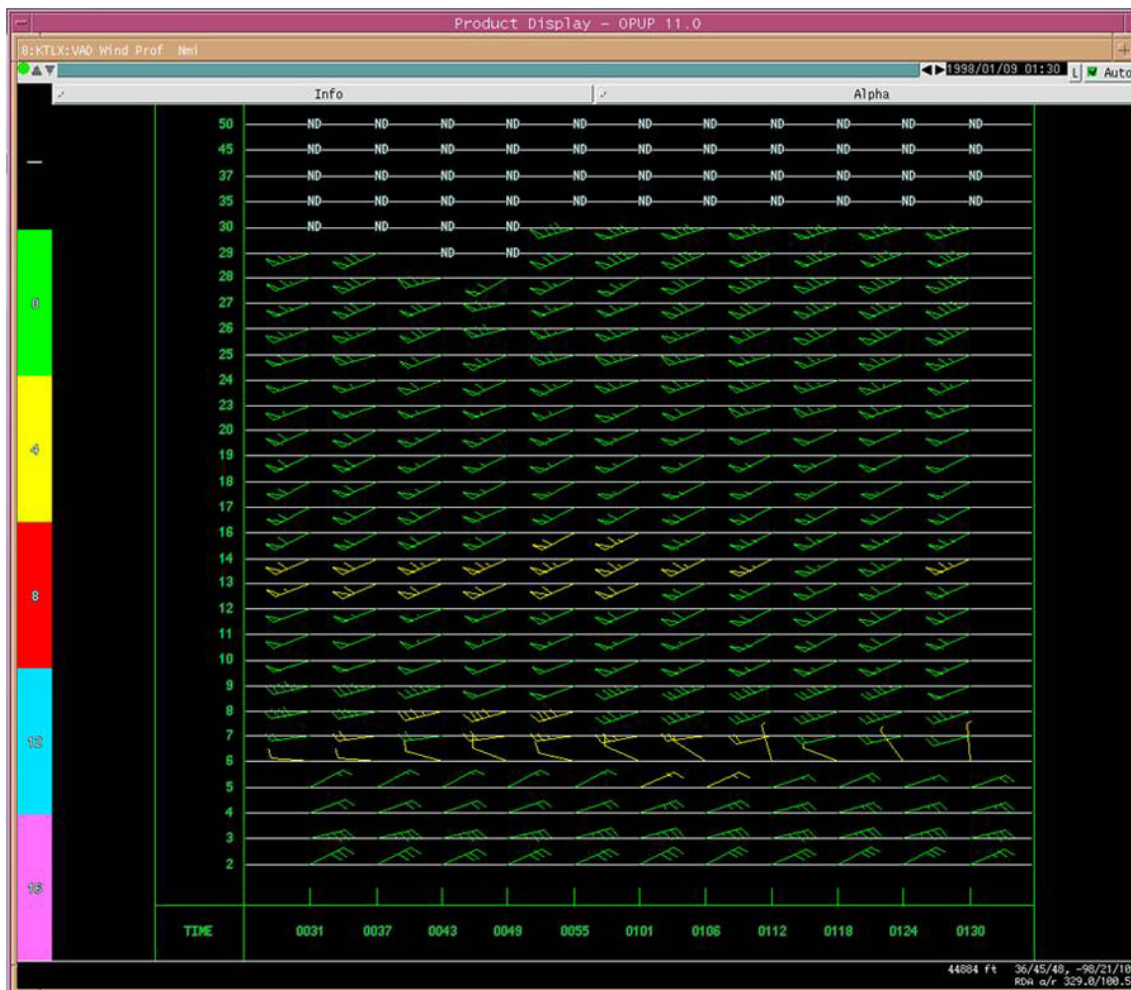 Product Display – OPUP 11.0
8:KTLX:VAD Wind Prof Nmi
1998/01/09 01:30 L Auto
Info Alpha
50 ND ND ND ND ND ND ND ND ND ND ND
45 ND ND ND ND ND ND ND ND ND ND ND
37 ND ND ND ND ND ND ND ND ND ND ND
35 ND ND ND ND ND ND ND ND ND ND ND
30 ND ND ND ND
29 ND ND
28
0
27
26
25
24
23
4
20
19
18
17
16
14
13
8
12
11
10
9
8
12
7
6
5
4
3
2
16
TIME 0031 0037 0043 0049 0055 0101 0106 0112 0118 0124 0130
44884 ft 36/45/48, -98/21/10
RDA a/r 329.0/100.5